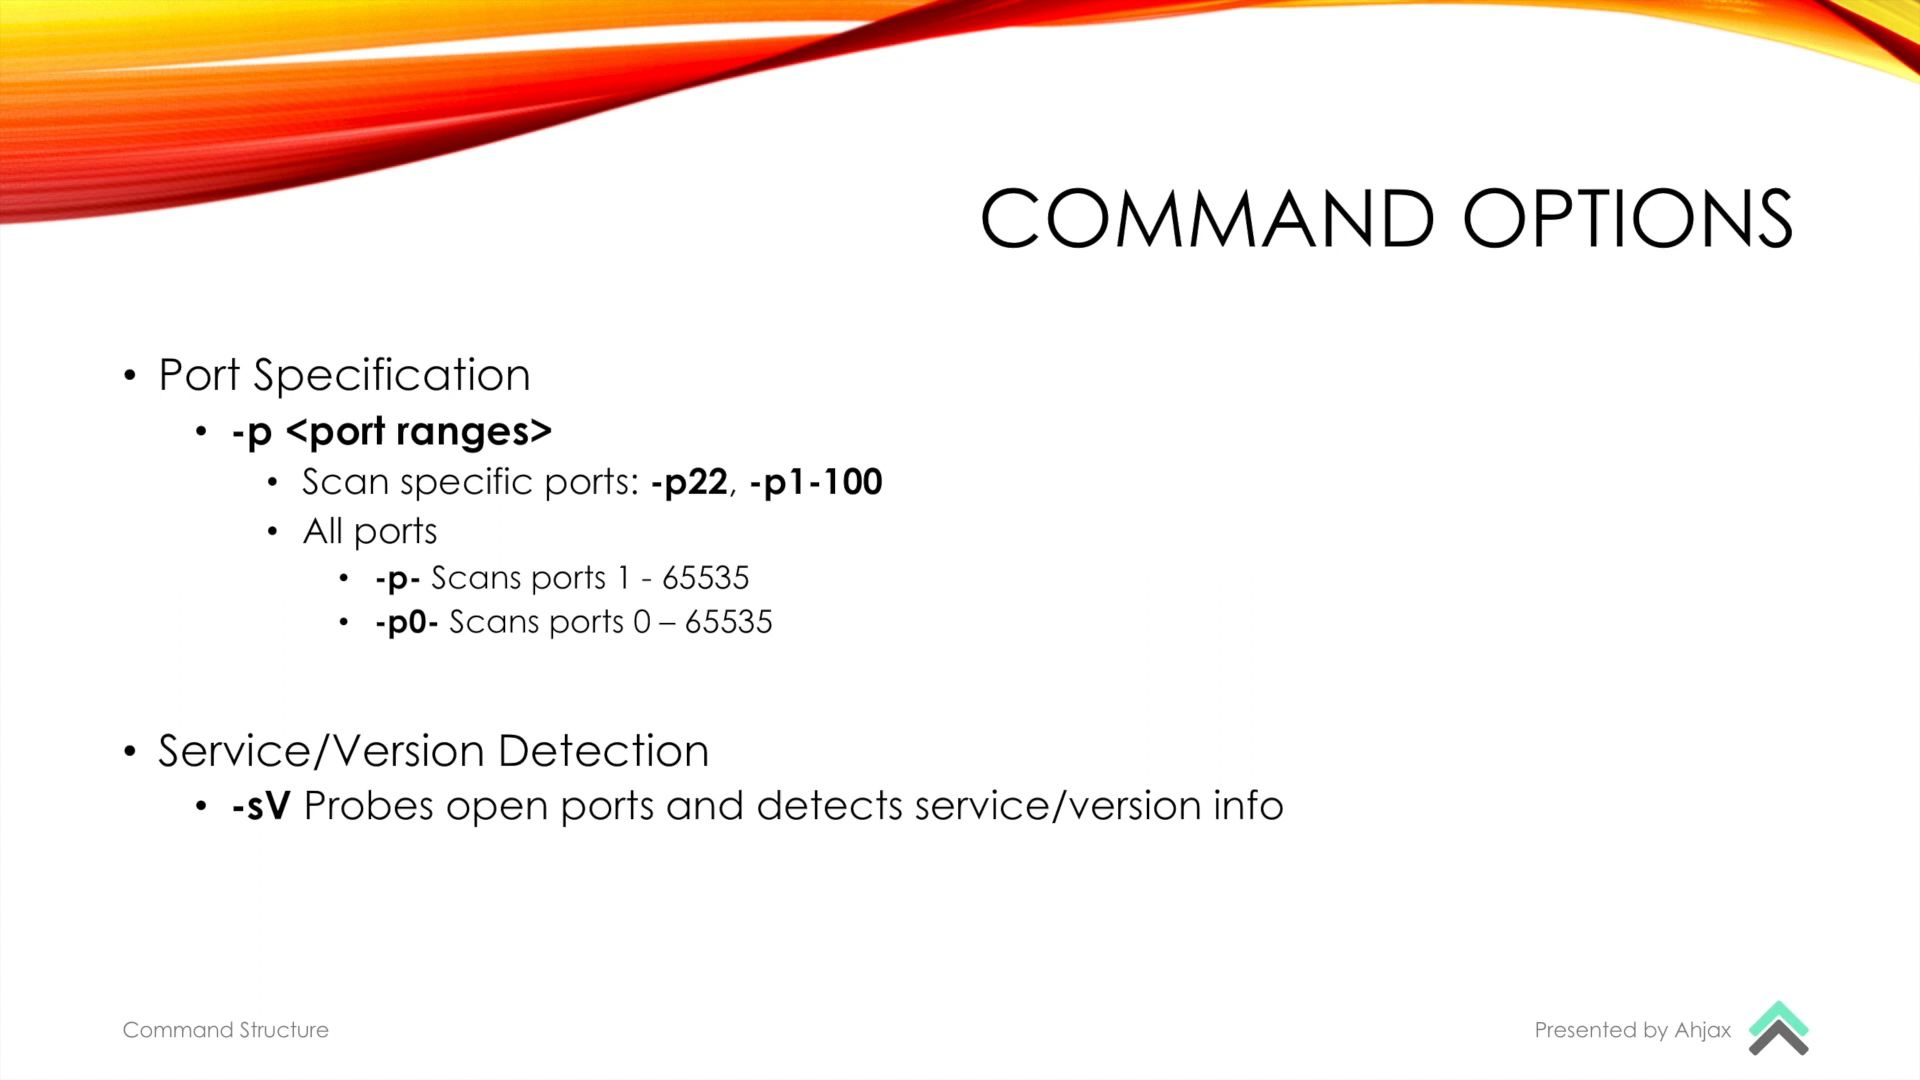 COMMAND OPTIONS
• Port Specification
• -p <port ranges>
• Scan specific ports: -p22, -p1-100
• All ports
• -p- Scans ports 1 - 65535
• -p0- Scans ports 0 – 65535
• Service/Version Detection
• -sV Probes open ports and detects service/version info
Command Structure
Presented by Ahjax